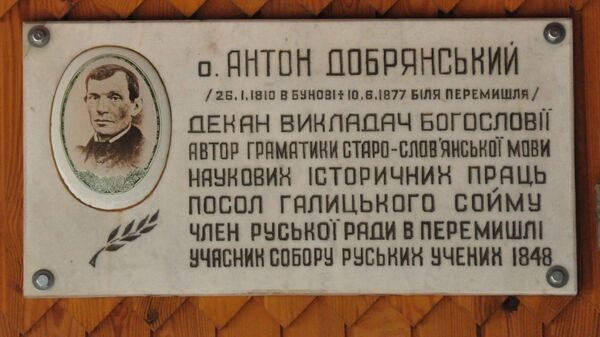 о. АНТОН ДОБРЯНСЬКИЙ
/26.1.1810 В БУНОВІ + 10.6.1877 БІЛЯ ПЕРЕМИШЛЯ/
ДЕКАН ВИКЛАДАЧ БОГОСЛОВІЇ
АВТОР ГРАМАТИКИ СТАРО-СЛОВ'ЯНСЬКОЇ МОВИ
НАУКОВИХ ІСТОРИЧНИХ ПРАЦЬ
ПОСОЛ ГАЛИЦЬКОГО СОЙМУ
ЧЛЕН РУСЬКОЇ РАДИ В ПЕРЕМИШЛІ
УЧАСНИК СОБОРУ РУСЬКИХ УЧЕНИХ 1848